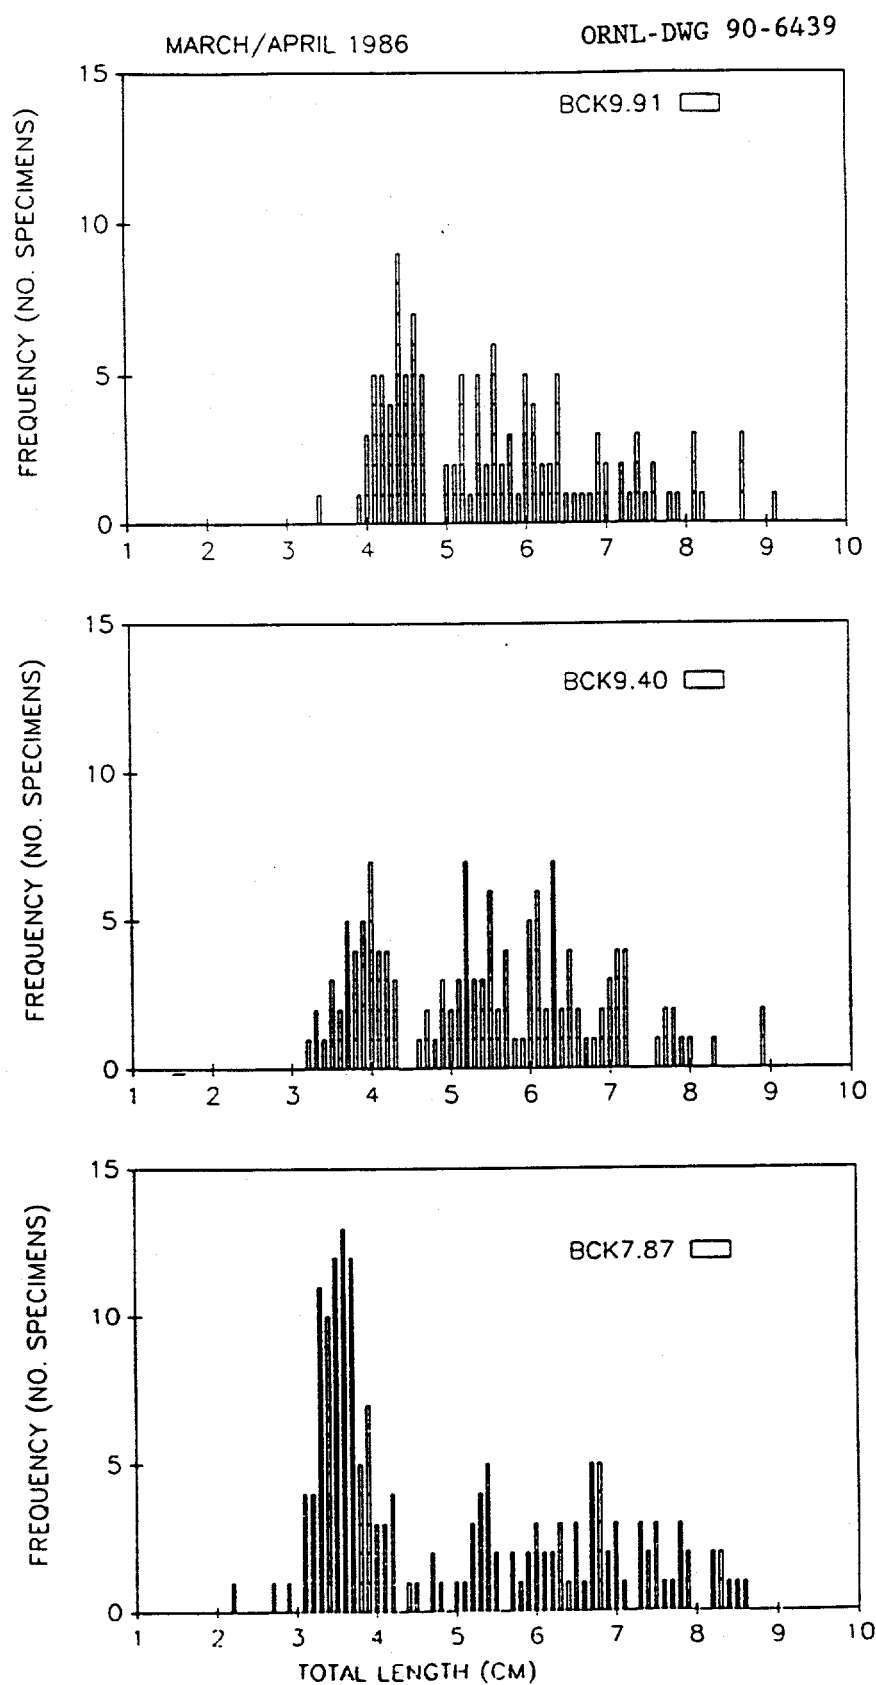 MARCH/APRIL 1986
ORNL-DWG 90-6439
FREQUENCY (NO. SPECIMENS)
15
10
5
0
BCK9.91
1 2 3 4 5 6 7 8 9 10
FREQUENCY (NO. SPECIMENS)
15
10
5
0
BCK9.40
1 2 3 4 5 6 7 8 9 10
FREQUENCY (NO. SPECIMENS)
15
10
5
0
BCK7.87
1 2 3 4 5 6 7 8 9 10
TOTAL LENGTH (CM)